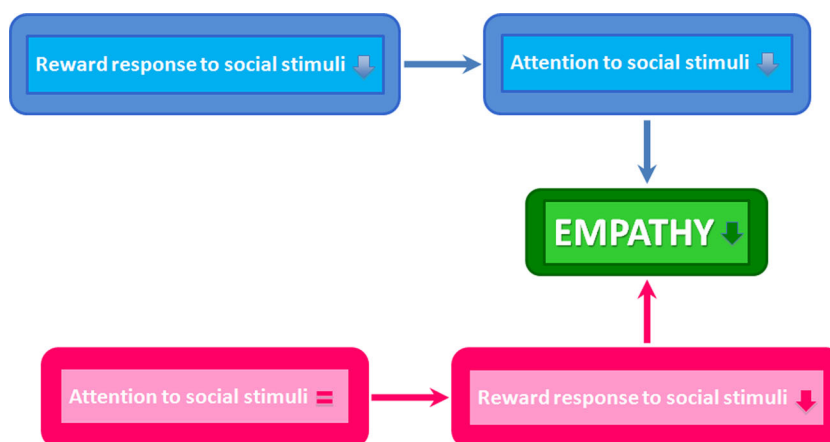 Reward response to social stimuli
Attention to social stimuli
EMPATHY
Attention to social stimuli =
Reward response to social stimuli